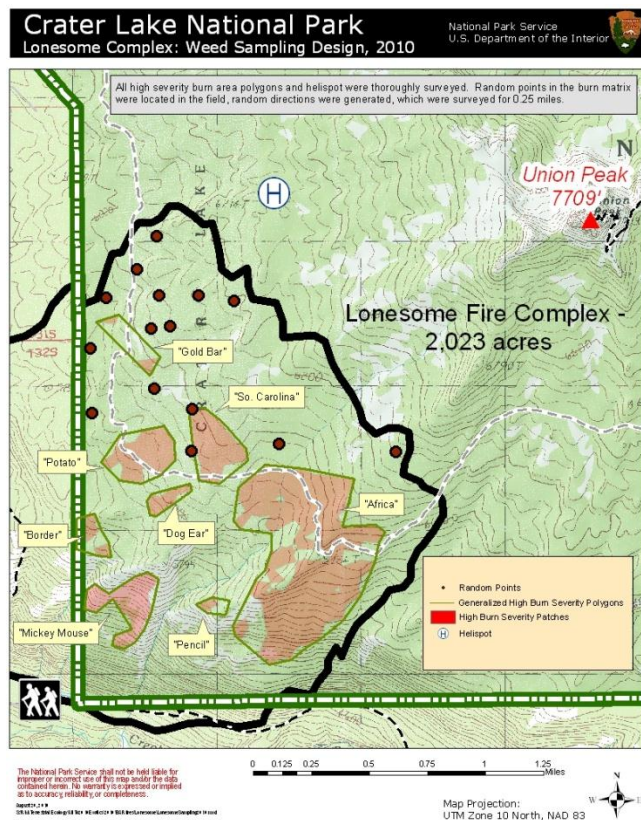 Crater Lake National Park
Lonesome Complex: Weed Sampling Design, 2010
National Park Service
U.S. Department of the Interior
All high severity burn area polygons and helispot were thoroughly surveyed. Random points in the burn matrix
were located in the field, random directions were generated, which were surveyed for 0.25 miles.
N
H
Union Peak
7709'
LAKE
CRATER
Lonesome Fire Complex -
2,023 acres
"Gold Bar"
"So. Carolina"
"Potato"
"Africa"
"Dog Ear"
"Border"
"Mickey Mouse"
"Pencil"
Random Points
Generalized High Burn Severity Polygons
High Burn Severity Patches
H Helispot
The National Park Service shall not be held liable for
improper or incorrect use of this map and/or the data
contained herein. No warranty is expressed or implied
as to accuracy, reliability, or completeness.
0 0.125 0.25 0.5 0.75 1 1.25
Miles
Map Projection:
UTM Zone 10 North, NAD 83
N
W E
S